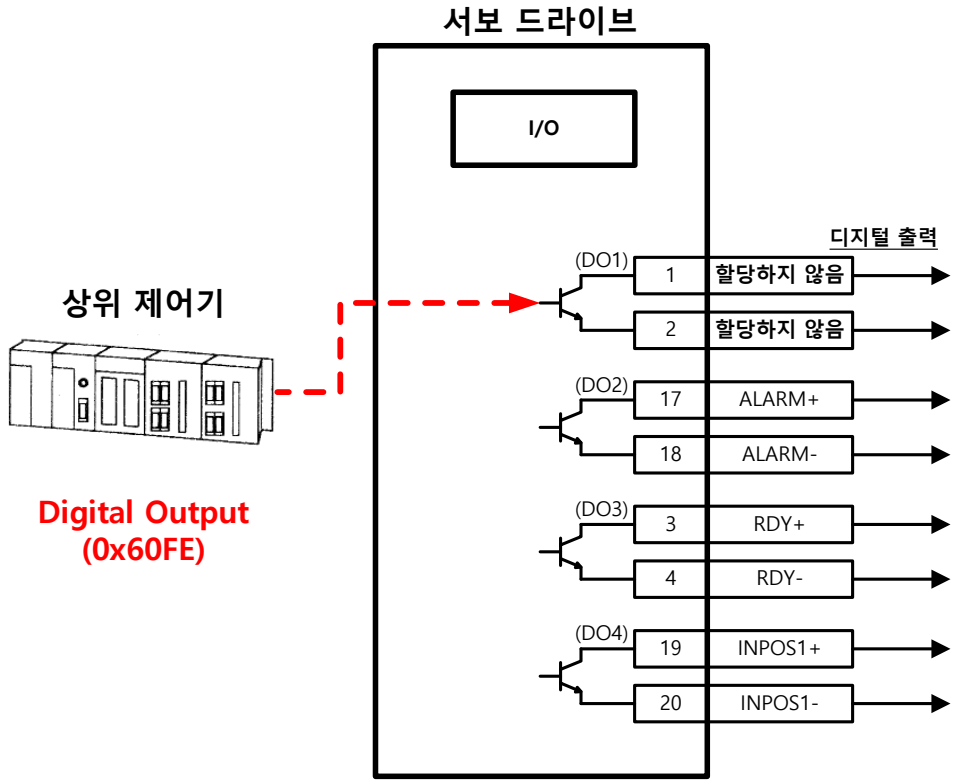 서보 드라이브
I/O
디지털 출력
(DO1)
1
할당하지 않음
2
할당하지 않음
상위 제어기
(DO2)
17
ALARM+
18
ALARM-
Digital Output
(0x60FE)
(DO3)
3
RDY+
4
RDY-
(DO4)
19
INPOS1+
20
INPOS1-